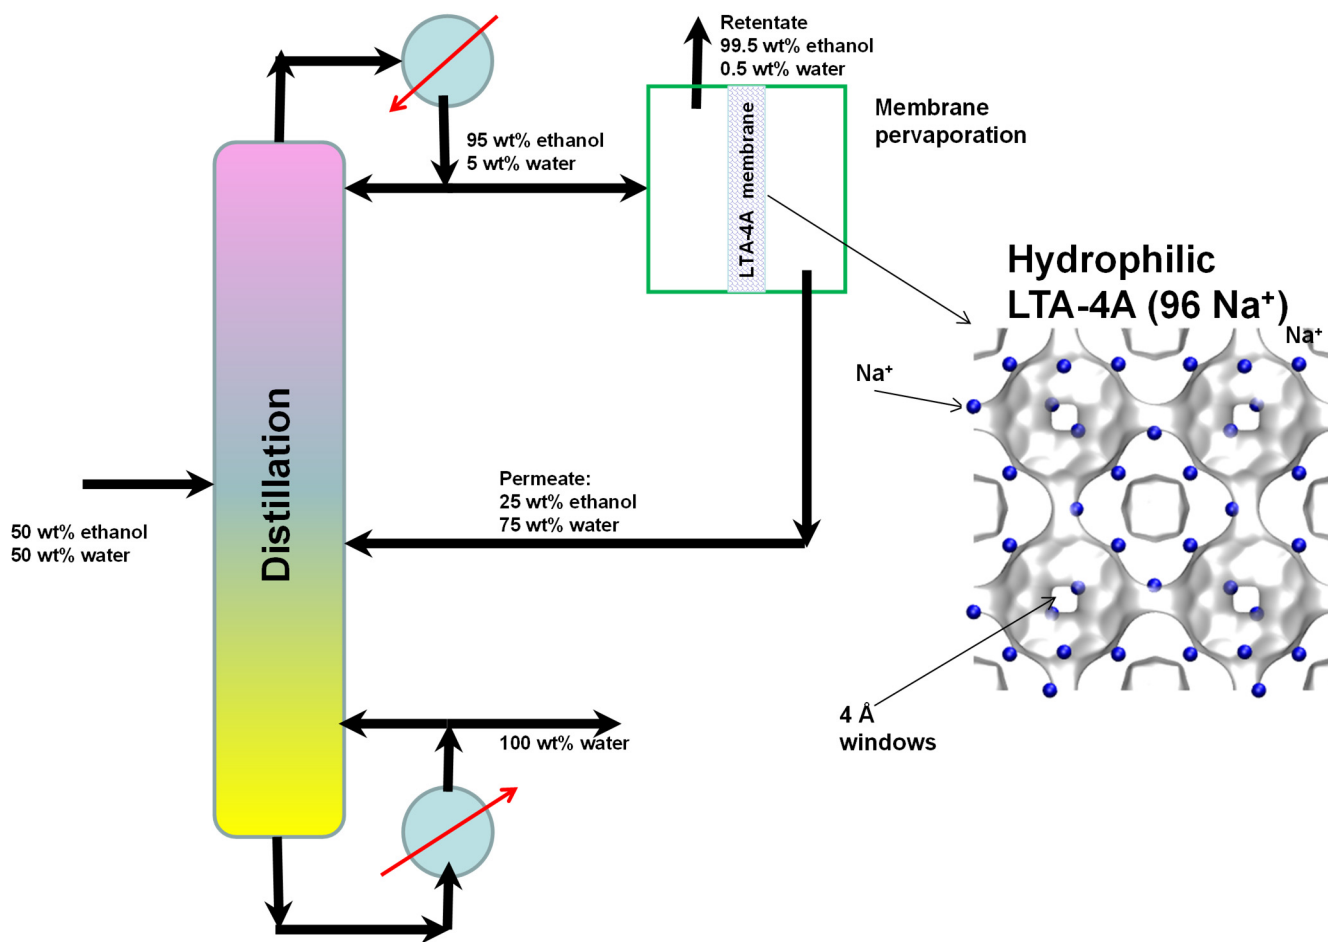 Retentate
99.5 wt% ethanol
0.5 wt% water
Membrane
pervaporation
95 wt% ethanol
5 wt% water
LTA-4A membrane
Hydrophilic
LTA-4A (96 Na⁺)
Na⁺
Na⁺
Distillation
Permeate:
25 wt% ethanol
75 wt% water
50 wt% ethanol
50 wt% water
4 Å
windows
100 wt% water